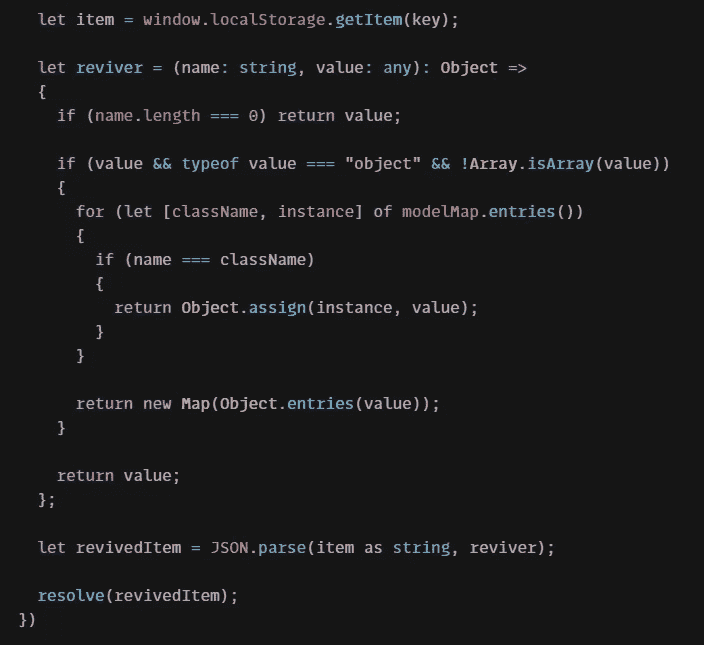 let item = window.localStorage.getItem(key);
let reviver = (name: string, value: any): Object =>
{
if (name.length === 0) return value;
if (value && typeof value === "object" && !Array.isArray(value))
{
for (let [className, instance] of modelMap.entries())
{
if (name === className)
{
return Object.assign(instance, value);
}
}
return new Map(Object.entries(value));
}
return value;
};
let revivedItem = JSON.parse(item as string, reviver);
resolve(revivedItem);
})